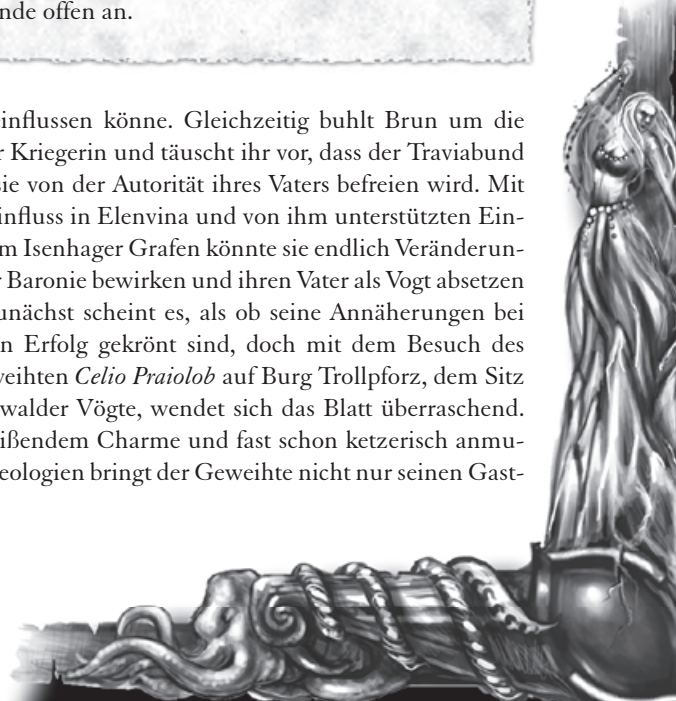 nde offen an.
einflussen könne. Gleichzeitig buhlt Brun um die
r Kriegerin und täuscht ihr vor, dass der Traviabund
sie von der Autorität ihres Vaters befreien wird. Mit
influss in Elenvina und von ihm unterstützten Ein-
m Isenhager Grafen könnte sie endlich Veränderun-
r Baronie bewirken und ihren Vater als Vogt absetzen
unächst scheint es, als ob seine Annäherungen bei
n Erfolg gekrönt sind, doch mit dem Besuch des
weihten Celio Praiolob auf Burg Trollpforz, dem Sitz
walder Vögte, wendet sich das Blatt überraschend.
ißendem Charme und fast schon ketzerisch anmu-
eologien bringt der Geweihte nicht nur seinen Gast-